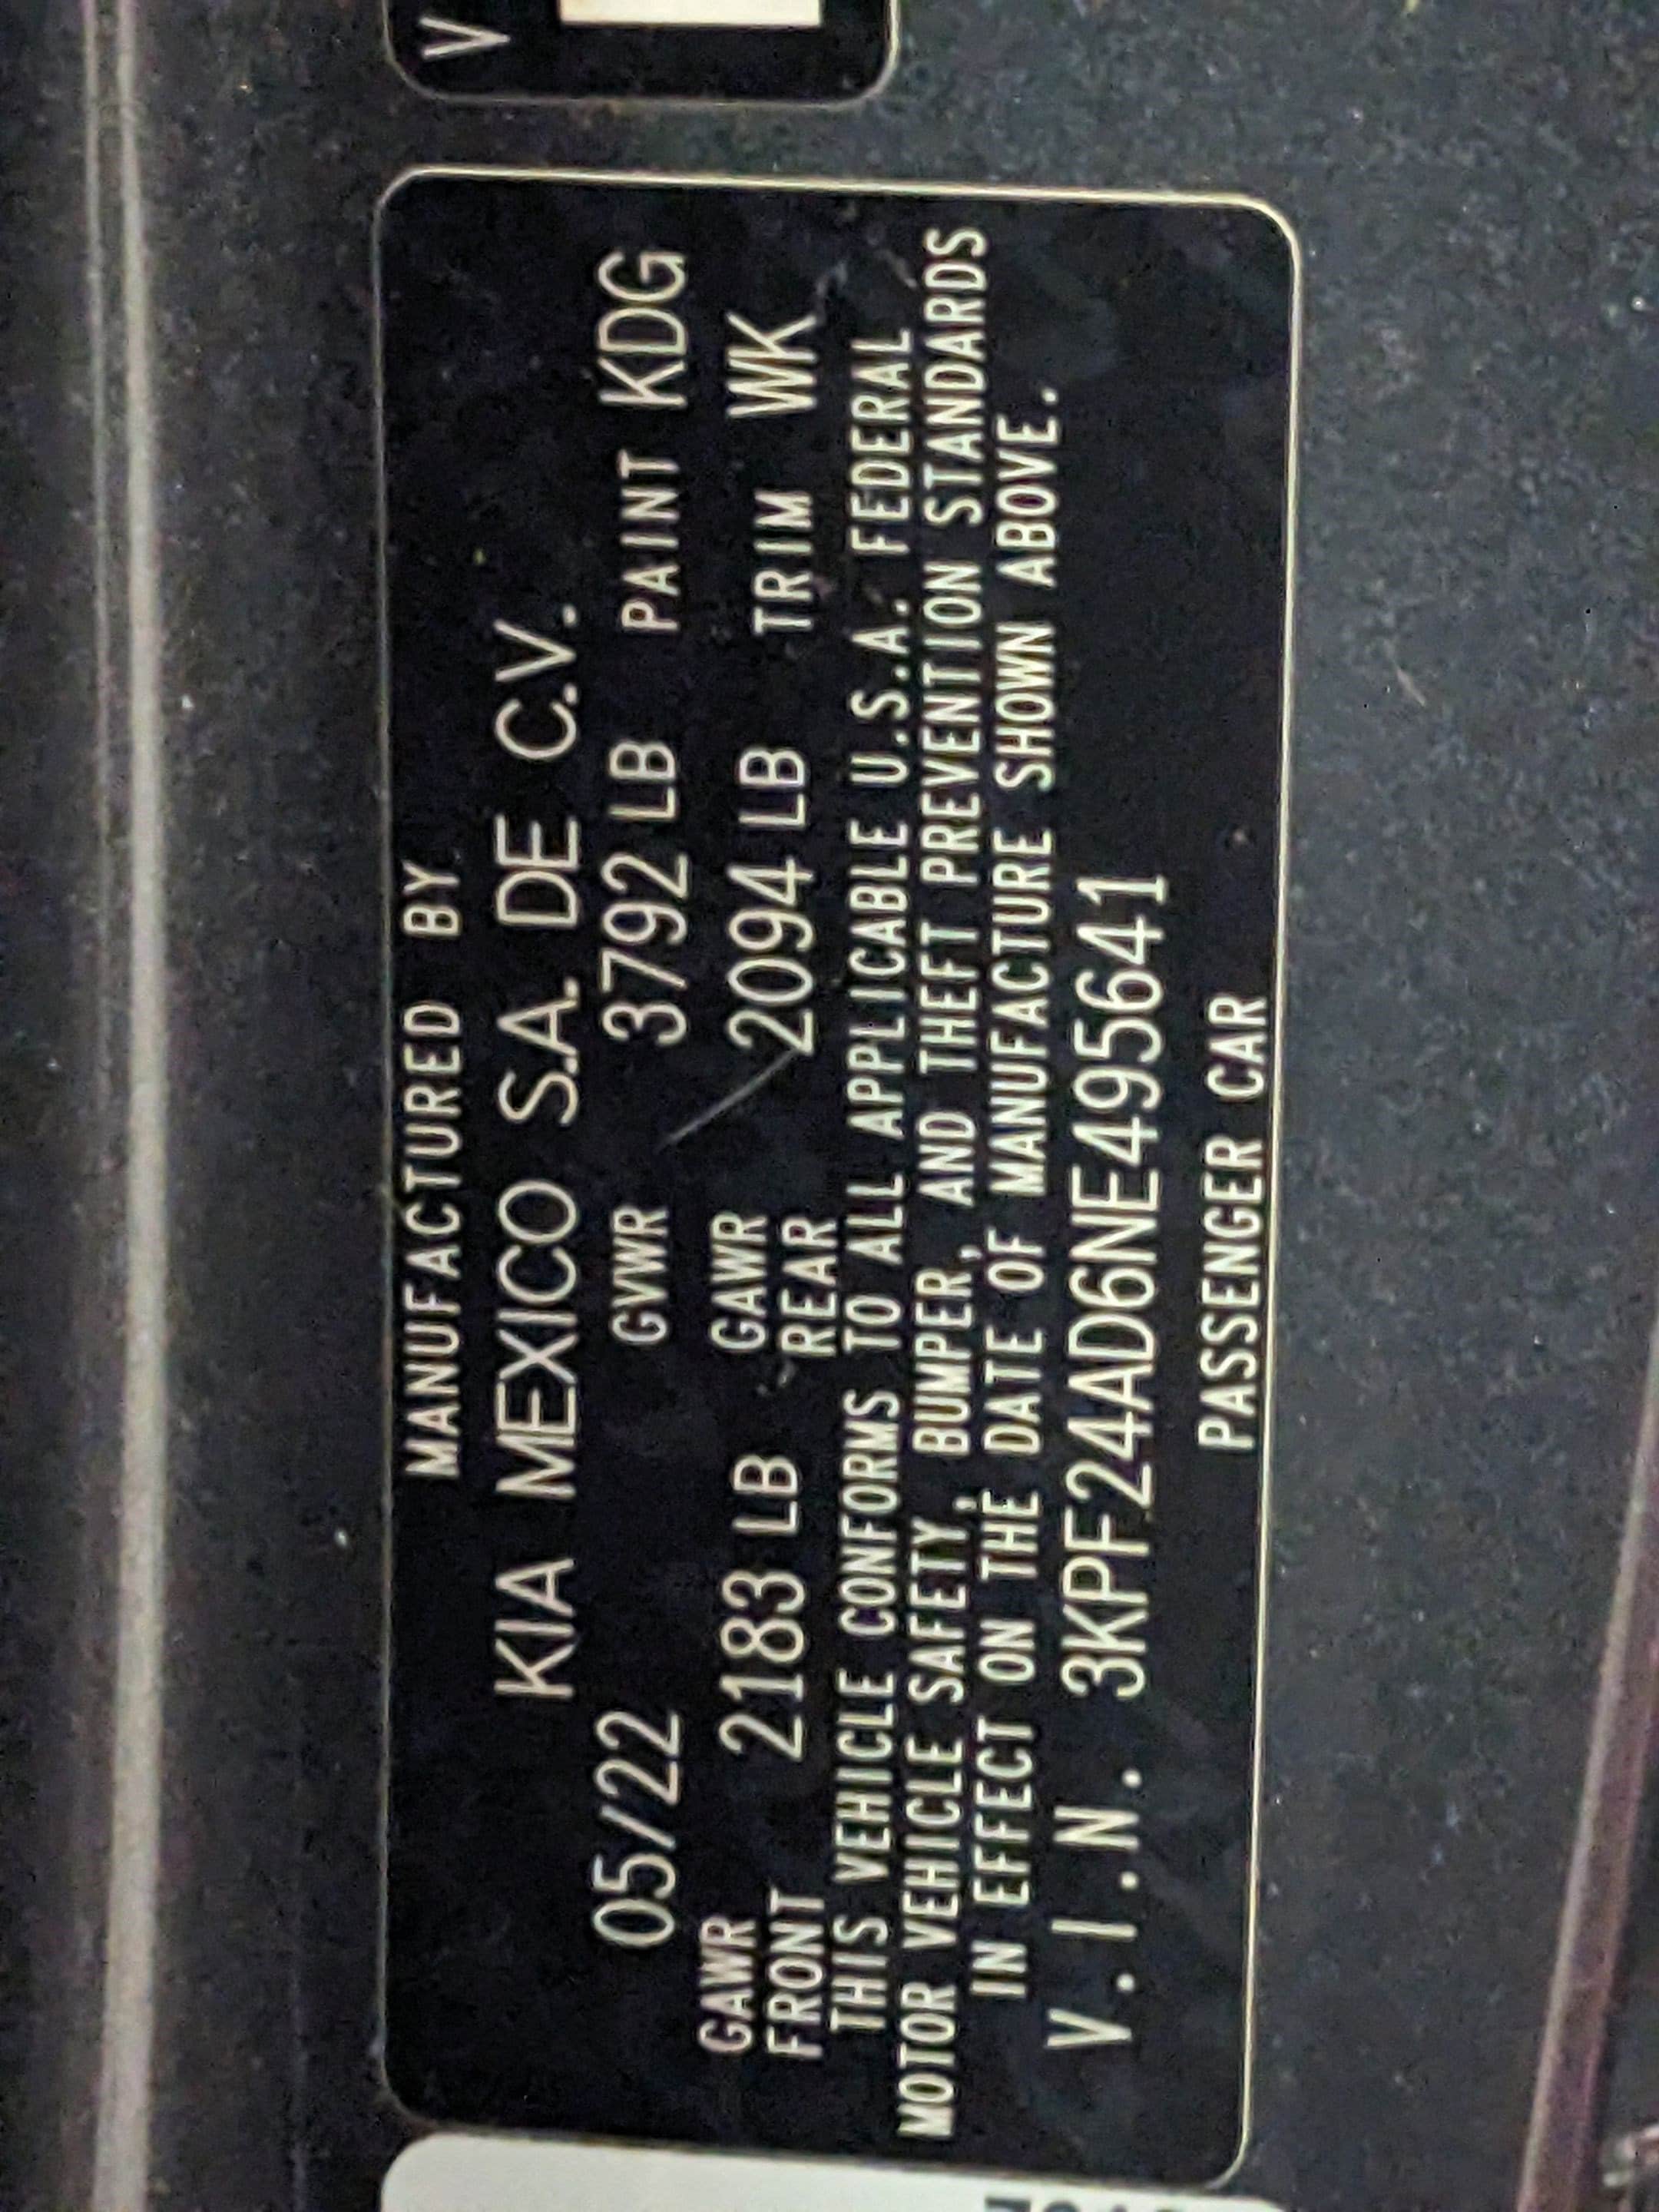 V
MANUFACTURED BY
KIA MEXICO S.A. DE C.V.
05/22 GVWR 3792 LB PAINT KDG
GAWR FRONT 2183 LB GAWR REAR 2094 LB TRIM WK
THIS VEHICLE CONFORMS TO ALL APPLICABLE U.S.A. FEDERAL
MOTOR VEHICLE SAFETY, BUMPER, AND THEFT PREVENTION STANDARDS
IN EFFECT ON THE DATE OF MANUFACTURE SHOWN ABOVE.
V.I.N. 3KPF24AD6NE495641
PASSENGER CAR